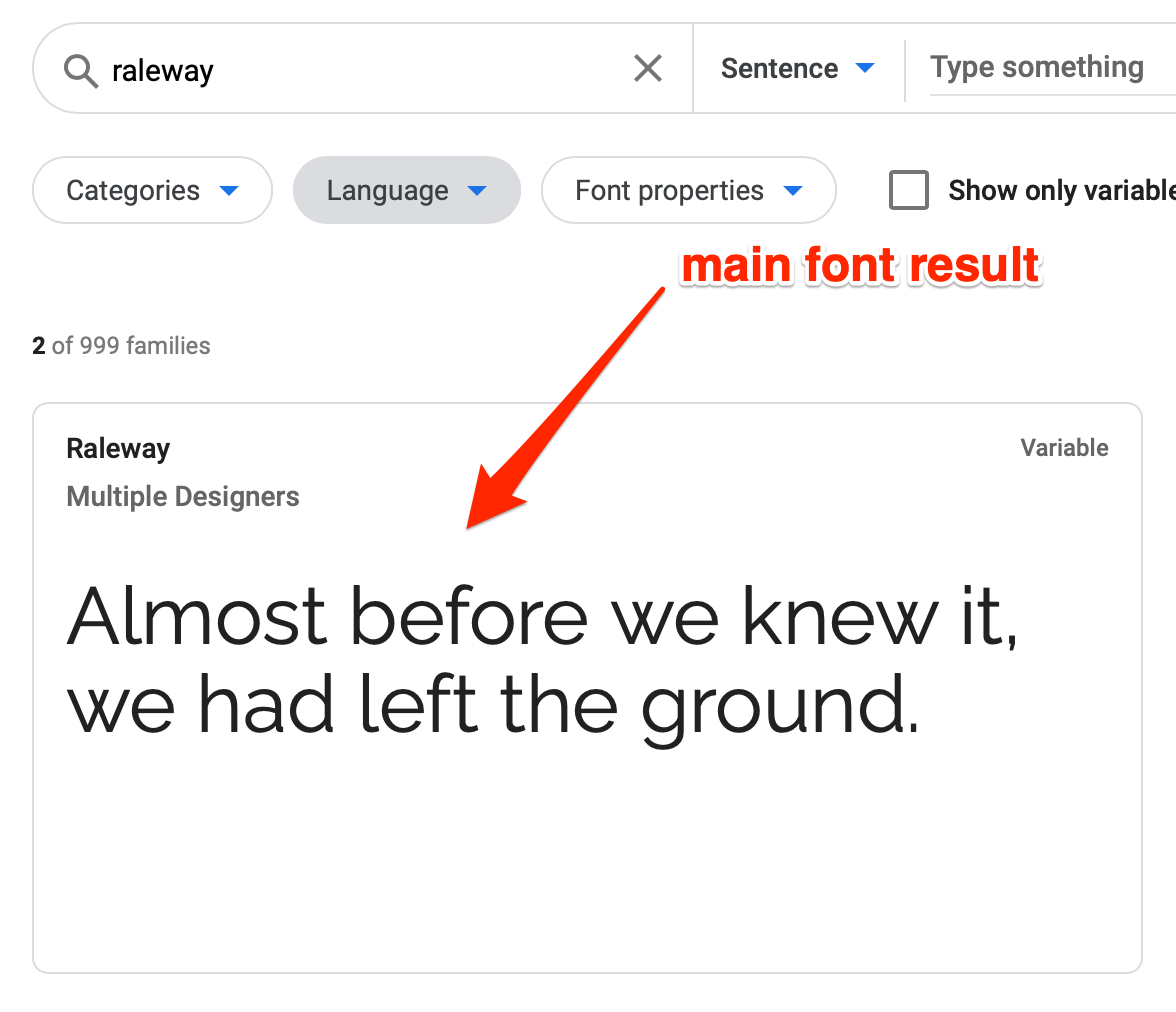 raleway
Sentence
Type something
Categories
Language
Font properties
Show only variable
main font result
2 of 999 families
Raleway
Variable
Multiple Designers
Almost before we knew it,
we had left the ground.